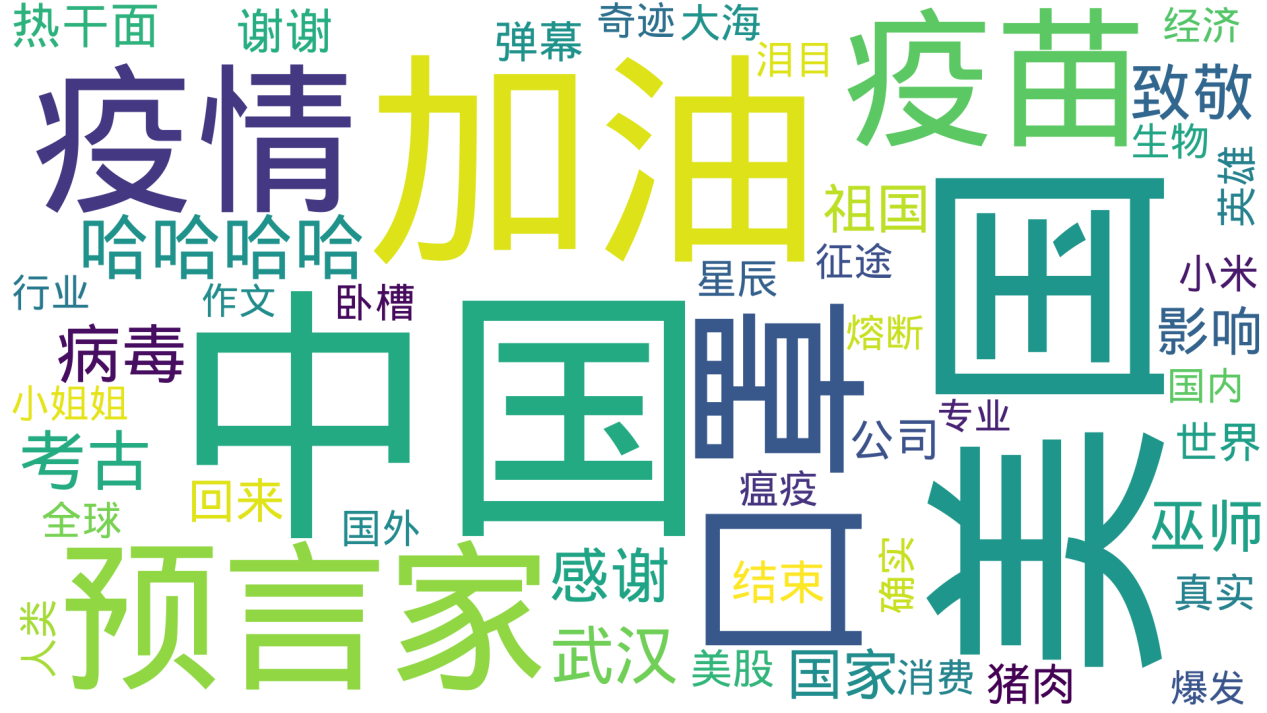 热干面
谢谢
弹幕
奇迹
大海
泪目
疫苗
经济
疫情
加油
致敬
生物
英雄
祖国
哈哈哈哈
星辰
征途
美国
小米
行业
作文
卧槽
中国
口罩
熔断
影响
病毒
小姐姐
国内
专业
公司
世界
考古
回来
瘟疫
全球
国外
巫师
预言家
感谢
结束
确实
真实
人类
武汉
美股
国家
消费
猪肉
爆发